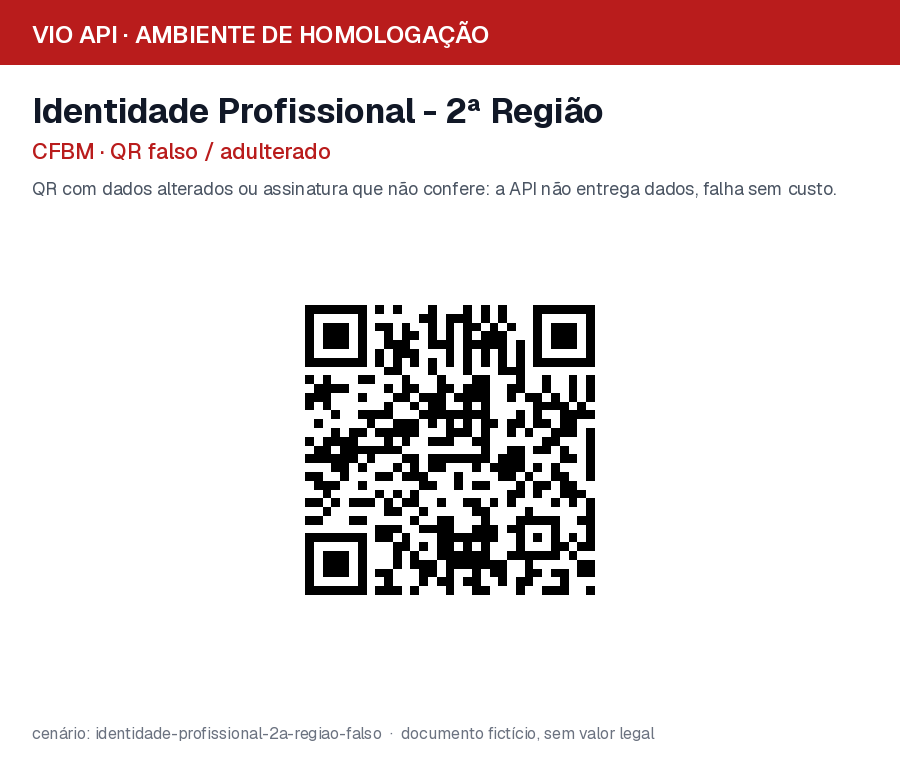 VIO API · AMBIENTE DE HOMOLOGAÇÃO
Identidade Profissional - 2ª Região
CFBM · QR falso / adulterado
QR com dados alterados ou assinatura que não confere: a API não entrega dados, falha sem custo.
cenário: identidade-profissional-2a-regiao-falso · documento fictício, sem valor legal